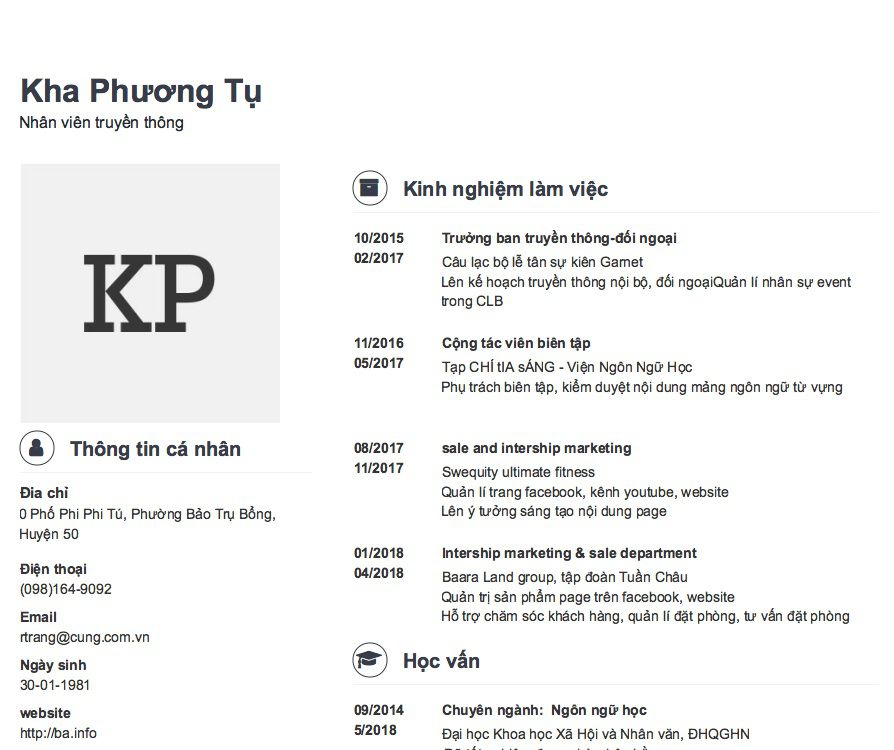 Kha Phương Tụ
Nhân viên truyền thông
KP
Thông tin cá nhân
Đia chỉ
0 Phố Phi Phi Tú, Phường Bảo Trụ Bổng,
Huyện 50
Điện thoại
(098)164-9092
Email
rtrang@cung.com.vn
Ngày sinh
30-01-1981
website
http://ba.info
Kinh nghiệm làm việc
10/2015
02/2017
Trưởng ban truyền thông-đối ngoại
Câu lạc bộ lễ tân sự kiên Garnet
Lên kế hoạch truyền thông nội bộ, đối ngoạiQuản lí nhân sự event
trong CLB
11/2016
05/2017
Cộng tác viên biên tập
Tạp CHÍ tIA sÁNG - Viện Ngôn Ngữ Học
Phụ trách biên tập, kiểm duyệt nội dung mảng ngôn ngữ từ vựng
08/2017
11/2017
sale and intership marketing
Swequity ultimate fitness
Quản lí trang facebook, kênh youtube, website
Lên ý tưởng sáng tạo nội dung page
01/2018
04/2018
Intership marketing & sale department
Baara Land group, tập đoàn Tuần Châu
Quản trị sản phẩm page trên facebook, website
Hỗ trợ chăm sóc khách hàng, quản lí đặt phòng, tư vấn đặt phòng
Học vấn
09/2014
5/2018
Chuyên ngành:  Ngôn ngữ học
Đại học Khoa học Xã Hội và Nhân văn, ĐHQGHN